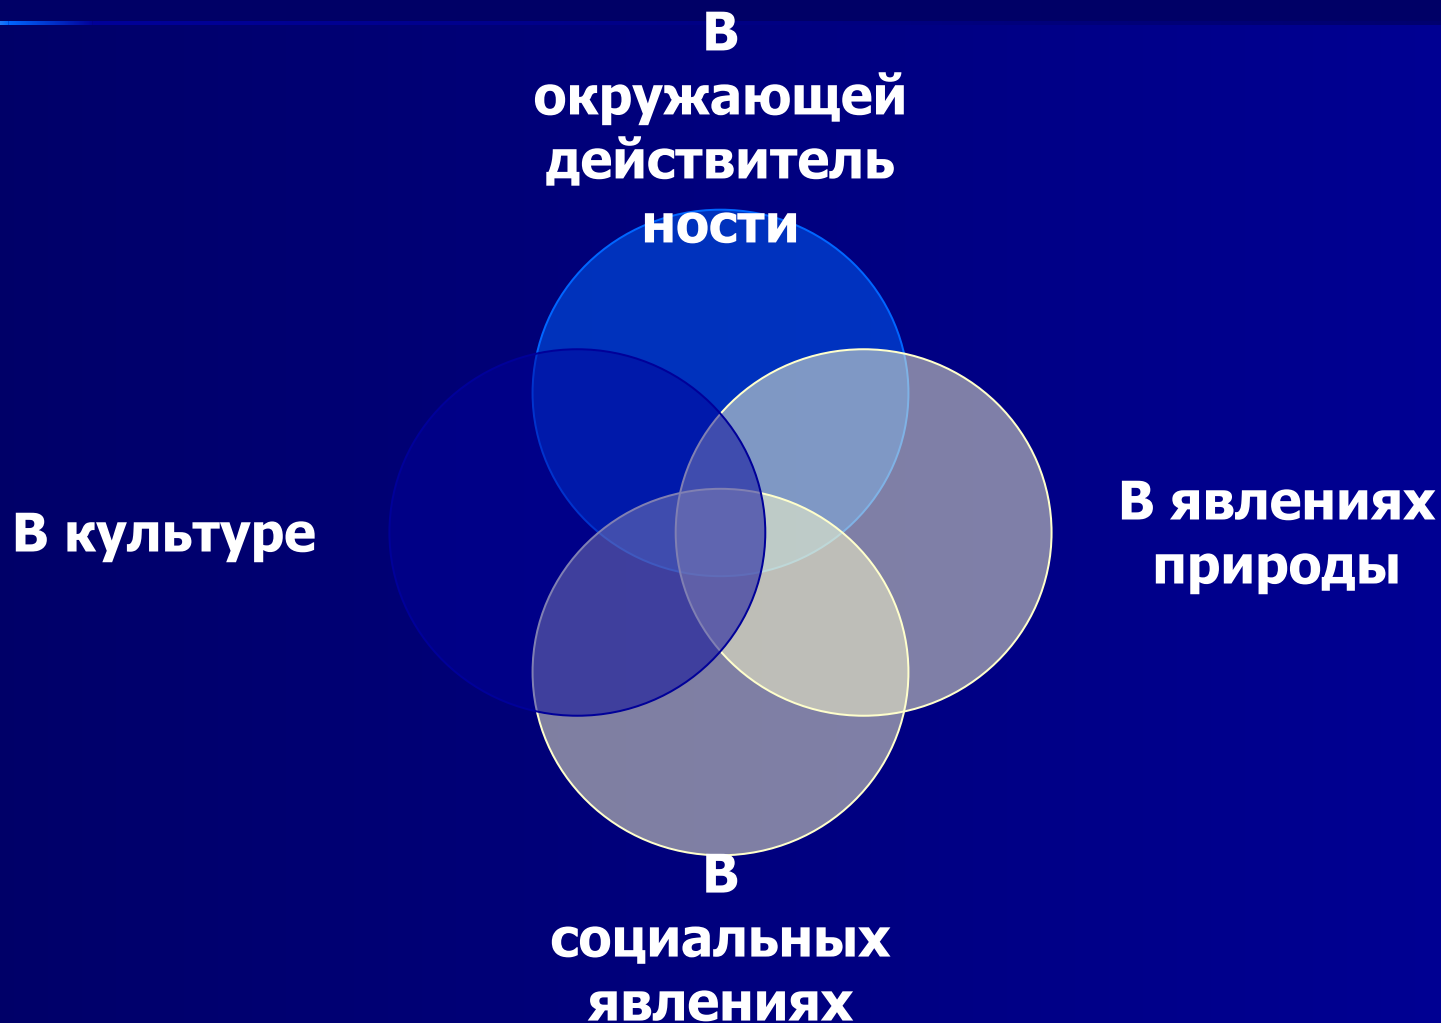 В
окружающей
действитель
ности
В культуре
В явлениях
природы
В
социальных
явлениях